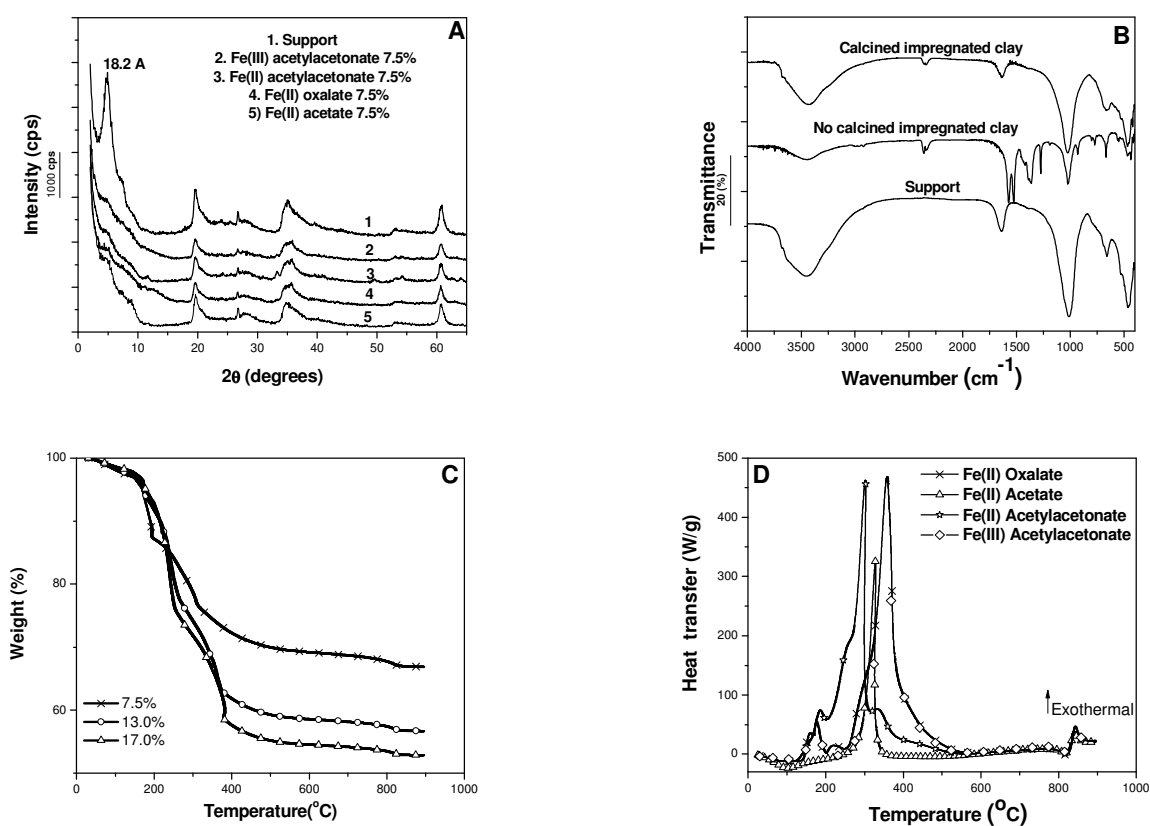 A
1. Support
2. Fe(III) acetylacetonate 7.5%
3. Fe(II) acetylacetonate 7.5%
4. Fe(II) oxalate 7.5%
5) Fe(II) acetate 7.5%
18.2 A
Intensity (cps)
1000 cps
1
2
3
4
5
0 10 20 30 40 50 60
2θ (degrees)
B
Calcined impregnated clay
No calcined impregnated clay
Support
Transmittance
20 (%)
4000 3500 3000 2500 2000 1500 1000 500
Wavenumber (cm-1)
C
100
80
60
Weight (%)
7.5%
13.0%
17.0%
0 200 400 600 800 1000
Temperature(oC)
D
500
400
300
200
100
0
Heat transfer (W/g)
Fe(II) Oxalate
Fe(II) Acetate
Fe(II) Acetylacetonate
Fe(III) Acetylacetonate
Exothermal
0 200 400 600 800 1000
Temperature (oC)